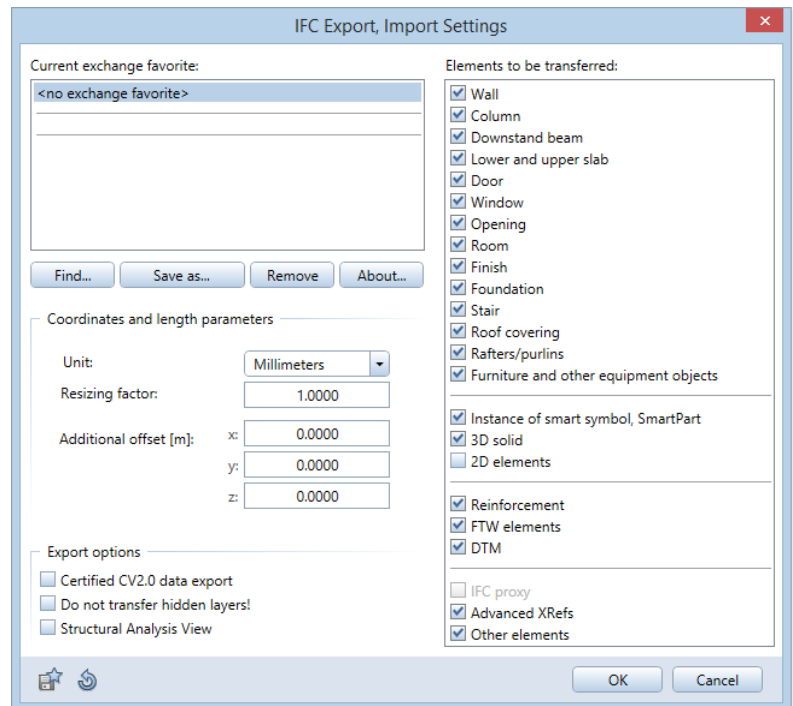 IFC Export, Import Settings
Current exchange favorite:
<no exchange favorite>
Find...
Save as...
Remove
About...
Coordinates and length parameters
Unit:
Millimeters
Resizing factor:
1.0000
Additional offset [m]:
x:
0.0000
y:
0.0000
z:
0.0000
Export options
Certified CV2.0 data export
Do not transfer hidden layers!
Structural Analysis View
Elements to be transferred:
Wall
Column
Downstand beam
Lower and upper slab
Door
Window
Opening
Room
Finish
Foundation
Stair
Roof covering
Rafters/purlins
Furniture and other equipment objects
Instance of smart symbol, SmartPart
3D solid
2D elements
Reinforcement
FTW elements
DTM
IFC proxy
Advanced XRefs
Other elements
OK
Cancel